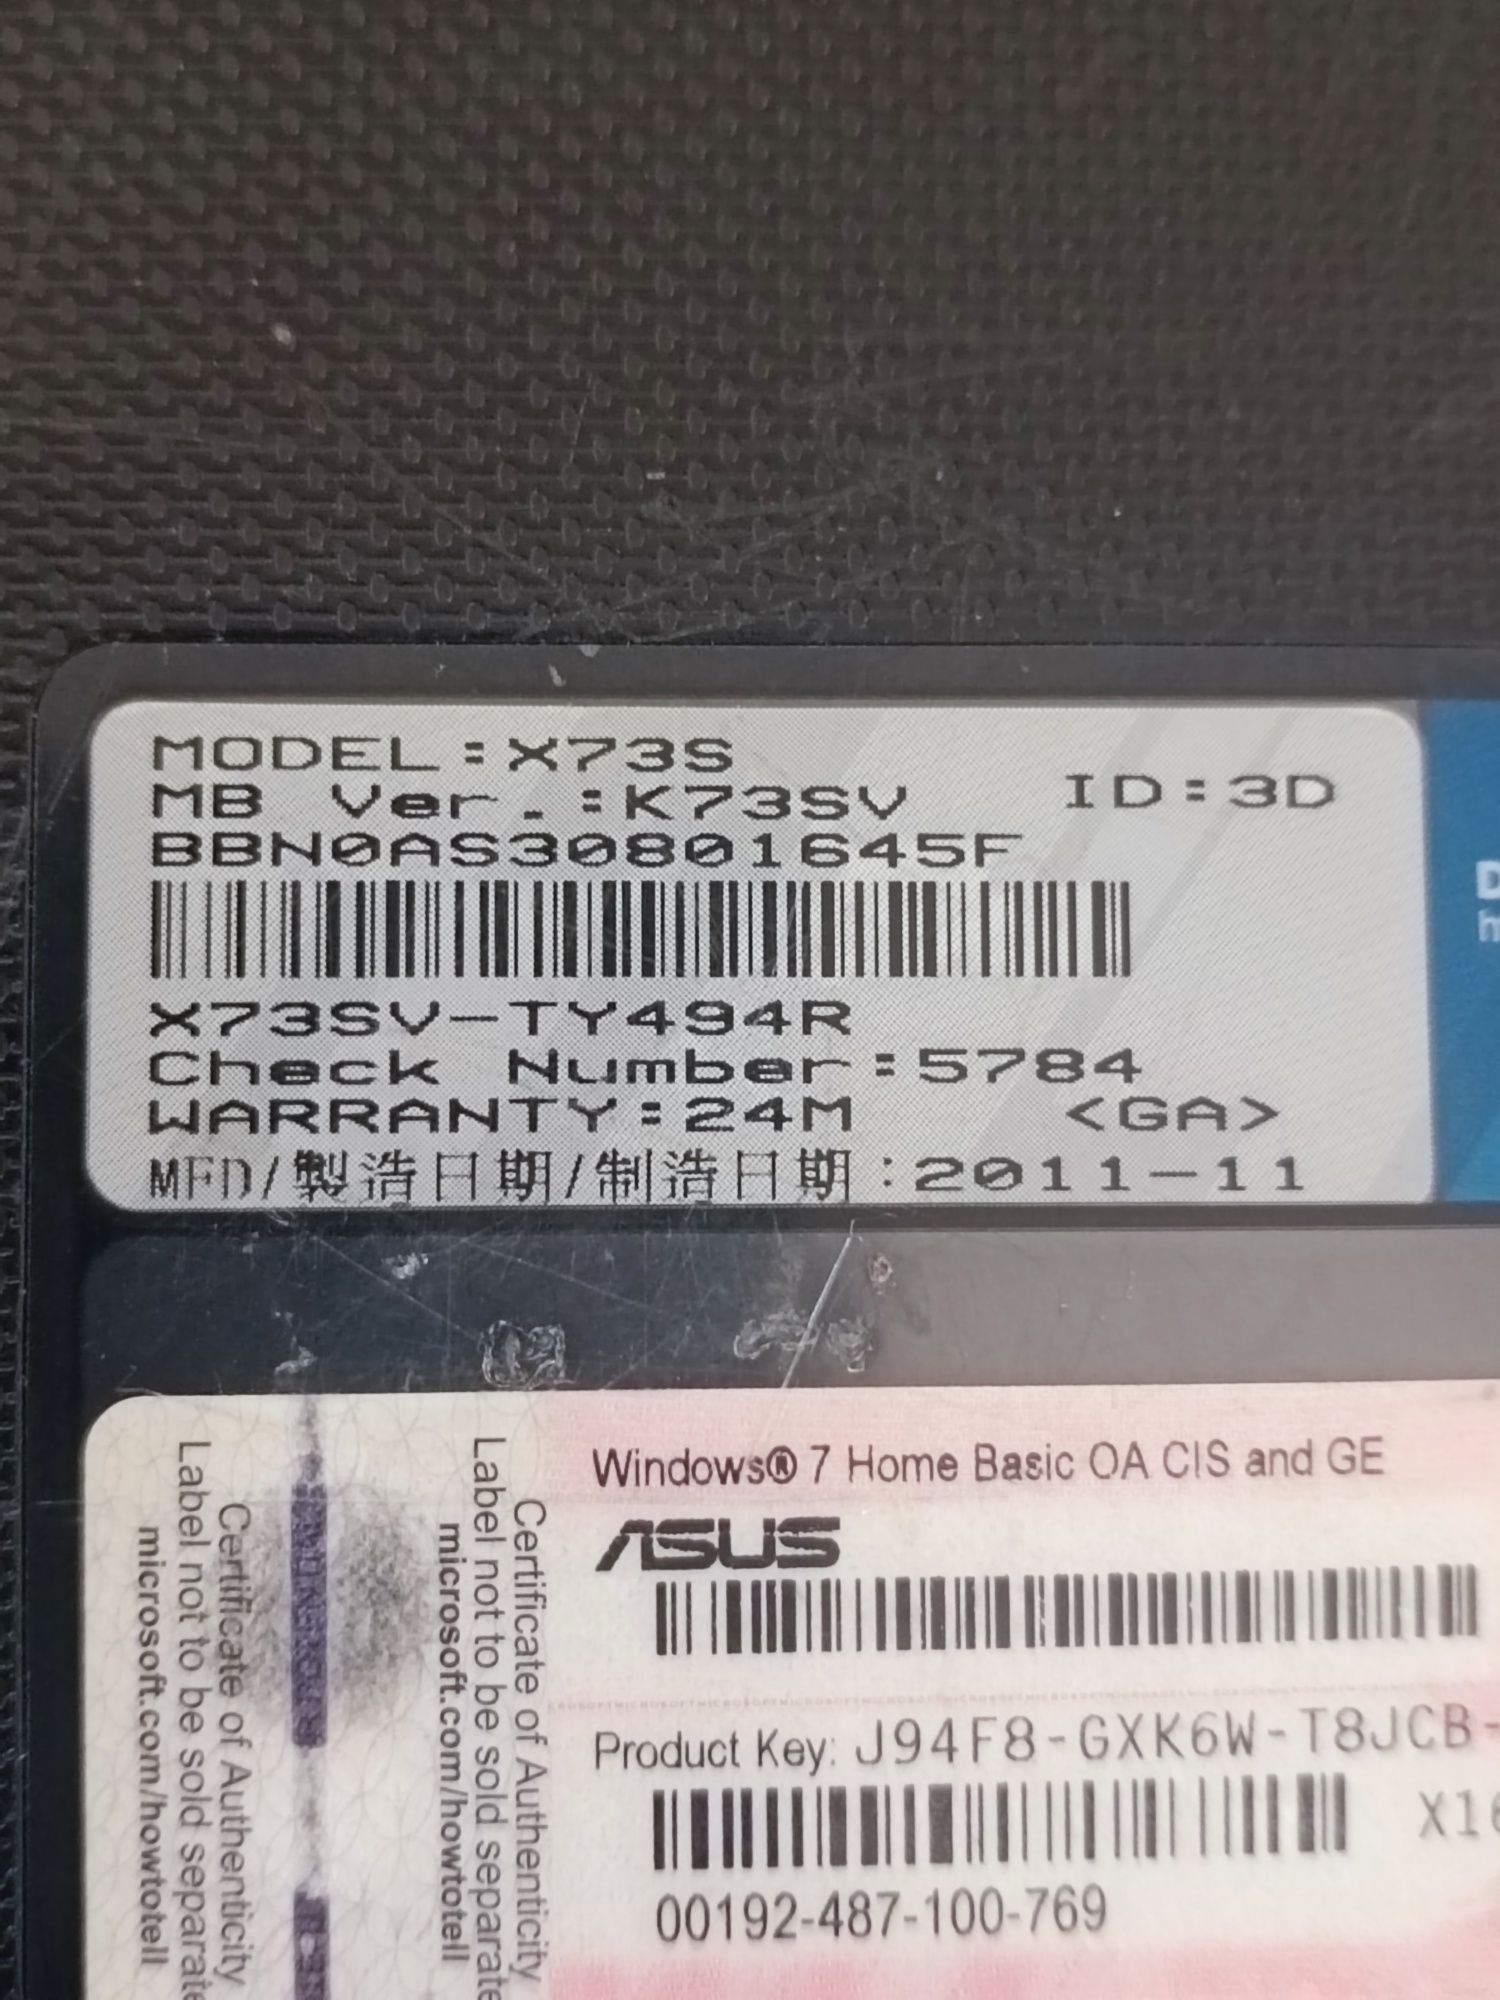 MODEL:X73S
MB Ver.:K73SV ID:3D
BBN0AS30801645F
X73SV-TY494R
Check Number:5784
WARRANTY:24M <GA>
MFD/製造日期/制造日期:2011-11
Windows® 7 Home Basic OA CIS and GE
ASUS
Product Key: J94F8-GXK6W-T8JCB-
X16
00192-487-100-769
Certificate of Authenticity
Label not to be sold separate
microsoft.com/howtotell
Certificate of Authenticity
Label not to be sold separate
microsoft.com/howtotell